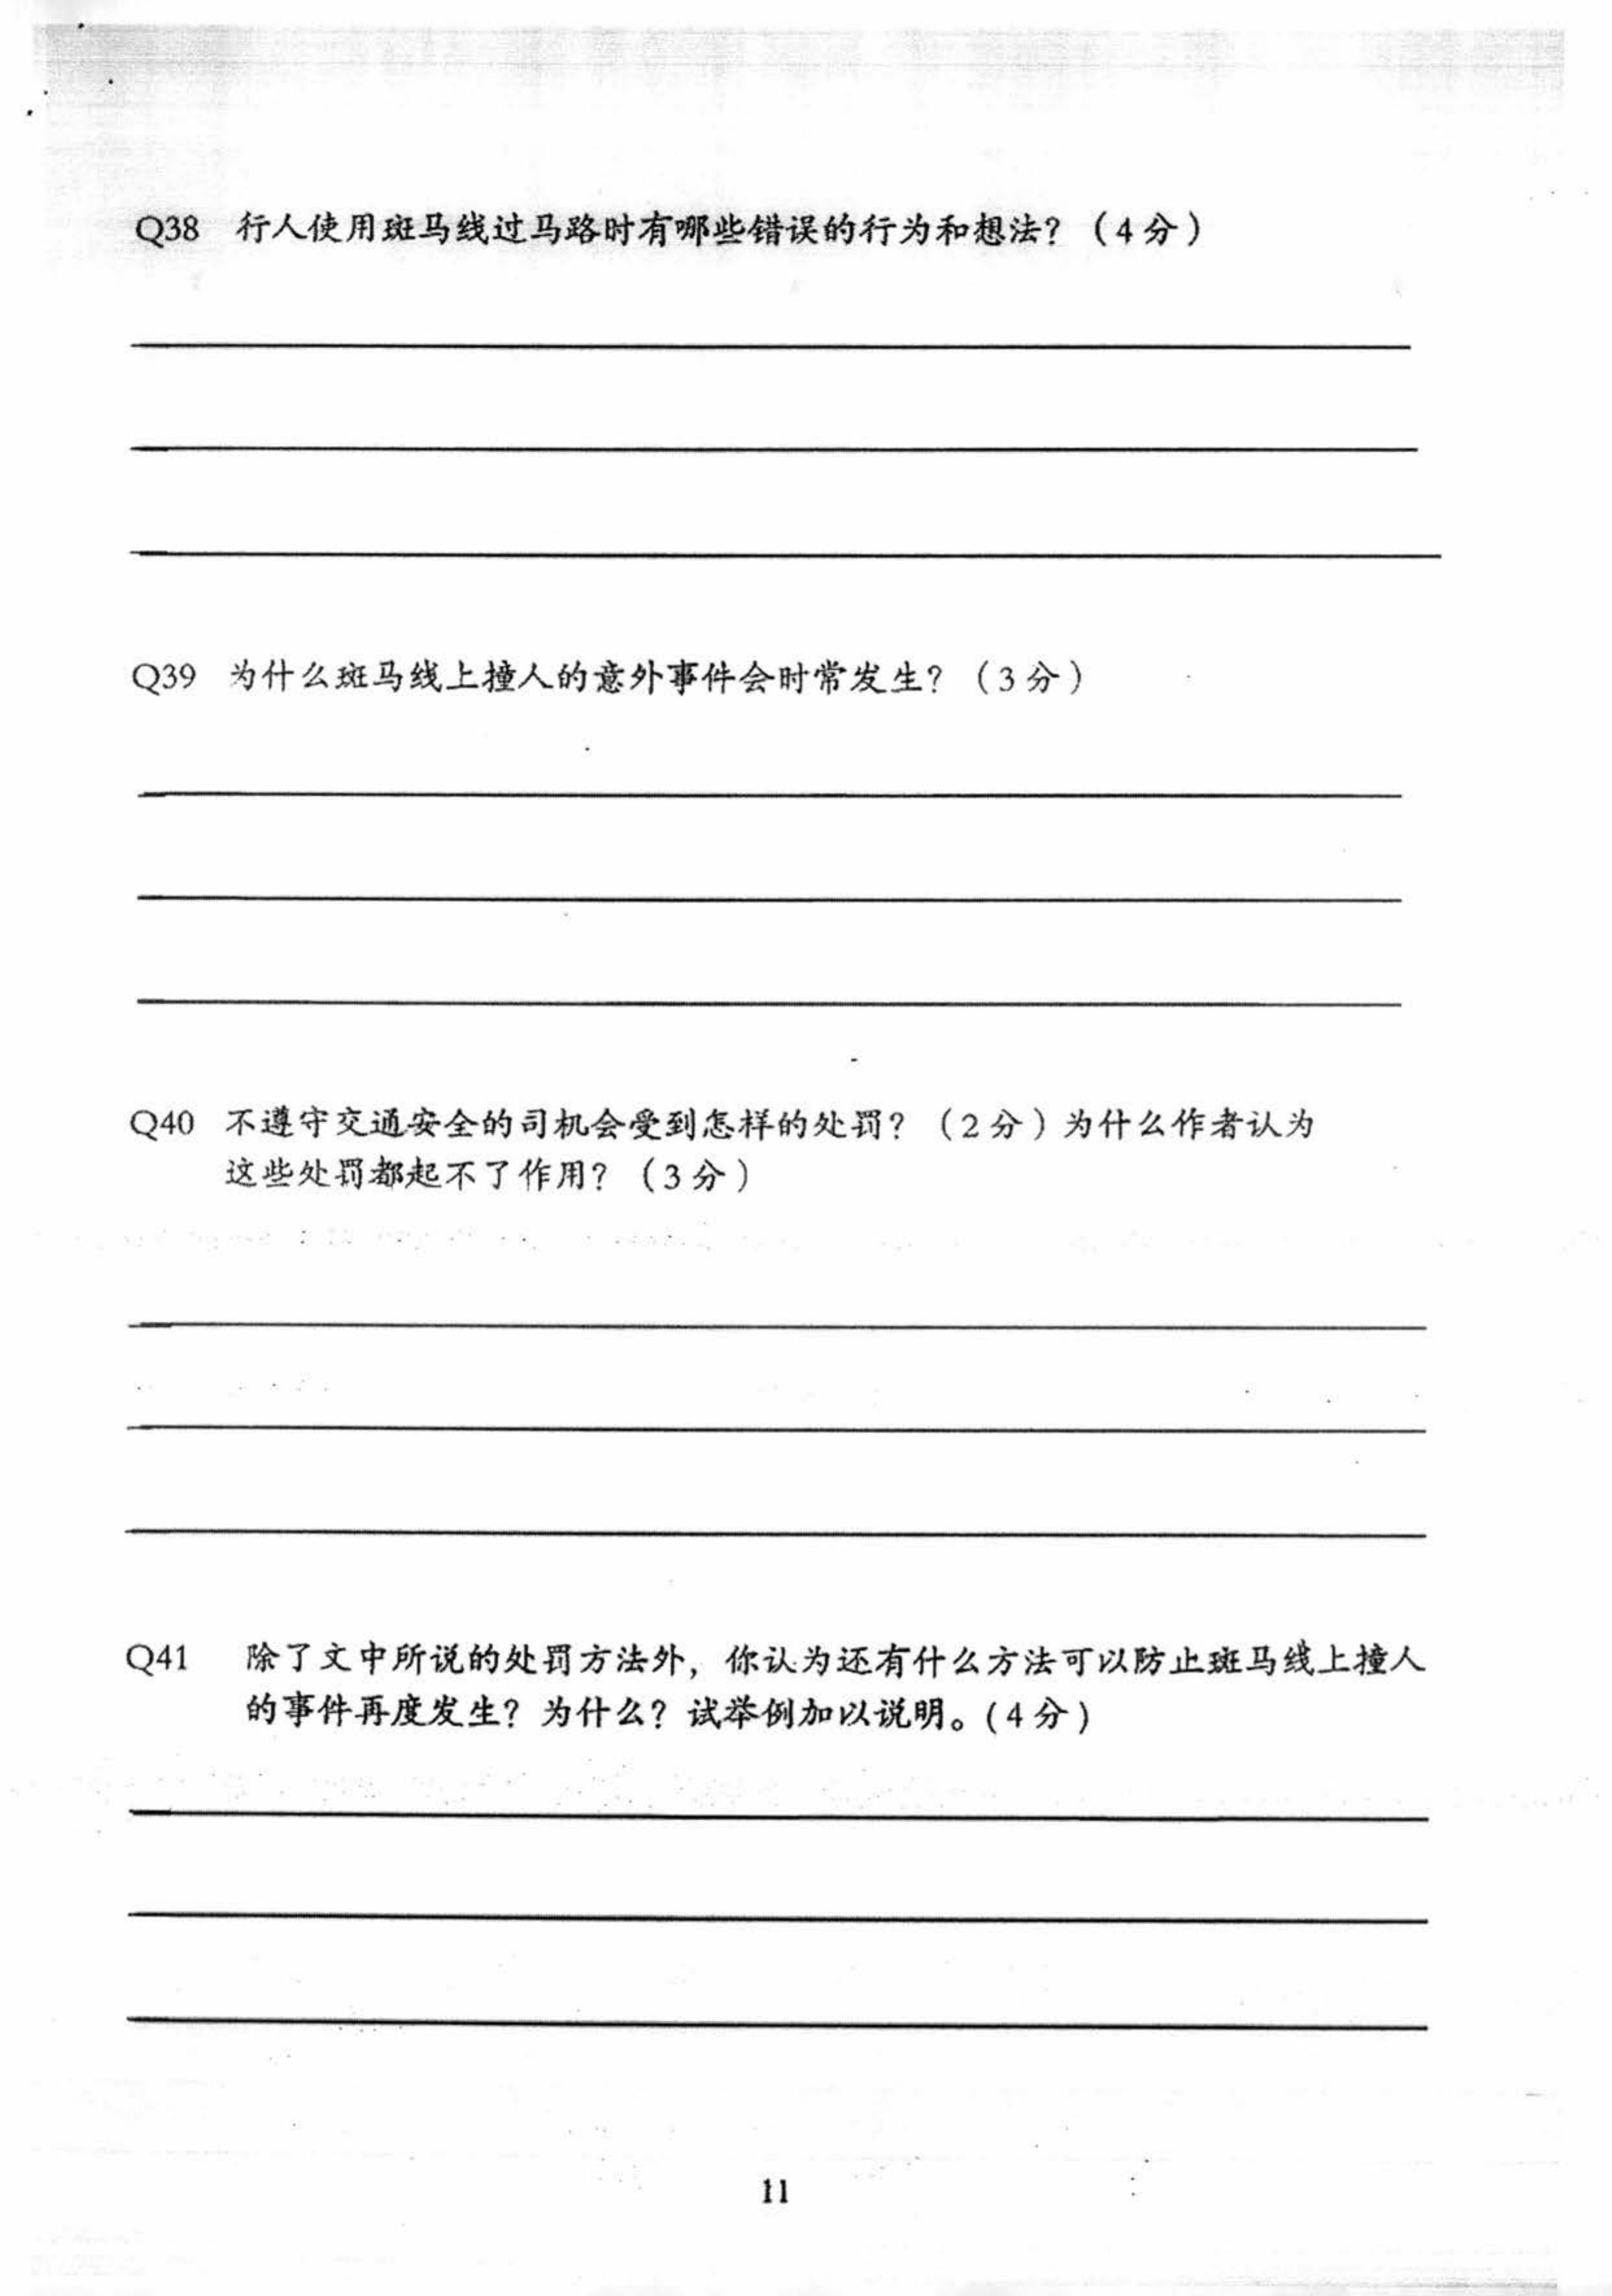 Q38 行人使用斑马线过马路时有哪些错误的行为和想法？（4分）
Q39 为什么斑马线上撞人的意外事件会时常发生？（3分）
Q40 不遵守交通安全的司机会受到怎样的处罚？（2分）为什么作者认为
这些处罚都起不了作用？（3分）
Q41 除了文中所说的处罚方法外，你认为还有什么方法可以防止斑马线上撞人
的事件再度发生？为什么？试举例加以说明。（4分）
11